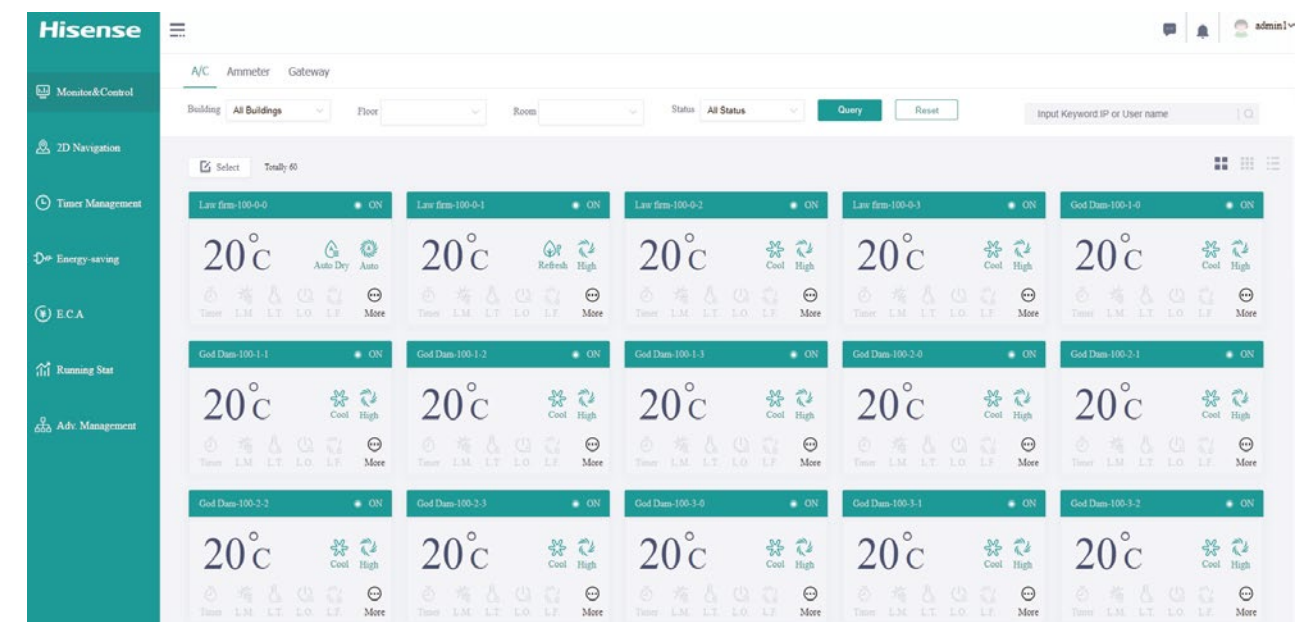 Hisense
admin1
A/C Ammeter Gateway
Monitor&Control
Building All Buildings Floor Room Status All Status Query Reset Input Keyword IP or User name
2D Navigation
Select Totally 60
Timer Management
Law firm-100-0-0 ON Law firm-100-0-1 ON Law firm-100-0-2 ON Law firm-100-0-3 ON God Dam-100-1-0 ON
20°C Auto Dry Auto 20°C Refresh High 20°C Cool High 20°C Cool High 20°C Cool High
Energy-saving
Timer L.M. L.T. L.O. L.F. More Timer L.M. L.T. L.O. L.F. More Timer L.M. L.T. L.O. L.F. More Timer L.M. L.T. L.O. L.F. More Timer L.M. L.T. L.O. L.F. More
E.C.A
God Dam-100-1-1 ON God Dam-100-1-2 ON God Dam-100-1-3 ON God Dam-100-2-0 ON God Dam-100-2-1 ON
Running Stat
20°C Cool High 20°C Cool High 20°C Cool High 20°C Cool High 20°C Cool High
Adv. Management
Timer L.M. L.T. L.O. L.F. More Timer L.M. L.T. L.O. L.F. More Timer L.M. L.T. L.O. L.F. More Timer L.M. L.T. L.O. L.F. More Timer L.M. L.T. L.O. L.F. More
God Dam-100-2-2 ON God Dam-100-2-3 ON God Dam-100-3-0 ON God Dam-100-3-1 ON God Dam-100-3-2 ON
20°C Cool High 20°C Cool High 20°C Cool High 20°C Cool High 20°C Cool High
Timer L.M. L.T. L.O. L.F. More Timer L.M. L.T. L.O. L.F. More Timer L.M. L.T. L.O. L.F. More Timer L.M. L.T. L.O. L.F. More Timer L.M. L.T. L.O. L.F. More